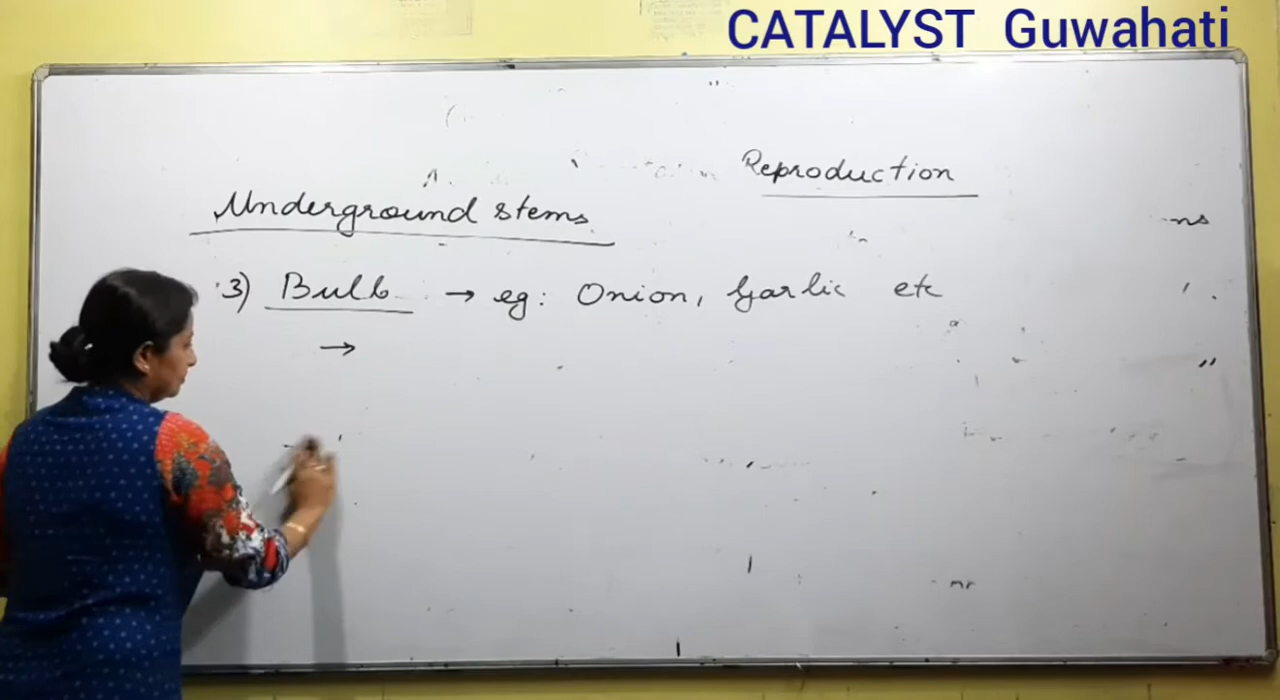 CATALYST Guwahati
Reproduction
Underground stems
3) Bulb → eg: Onion, Garlic etc
→